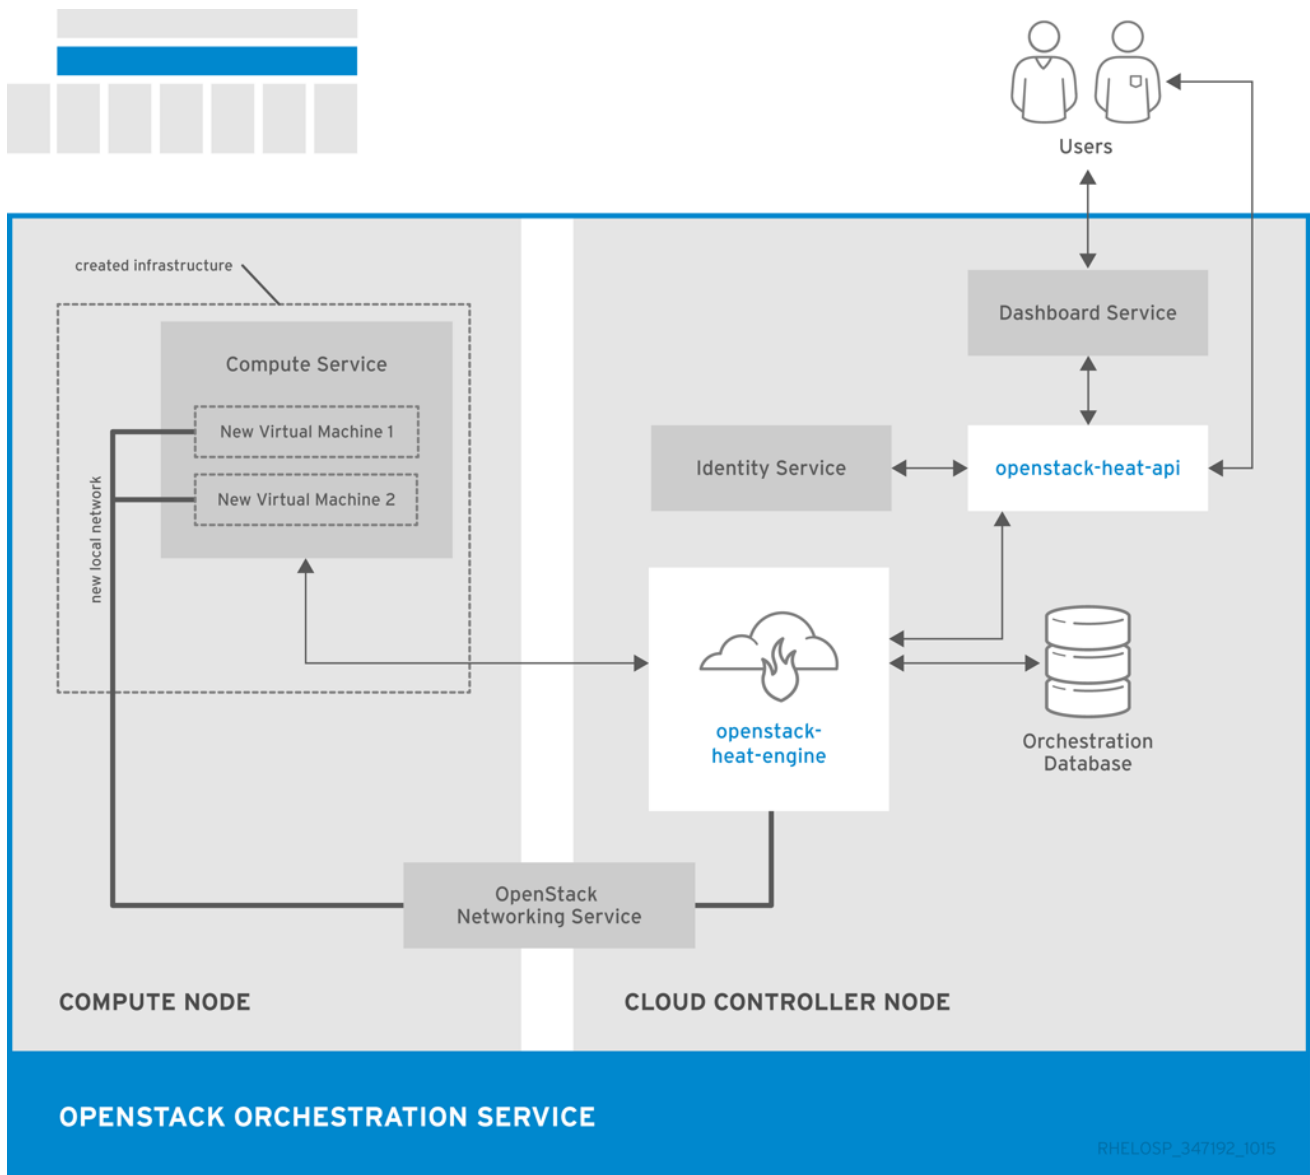 Users
created infrastructure
Dashboard Service
Compute Service
New Virtual Machine 1
Identity Service
openstack-heat-api
New Virtual Machine 2
new local network
openstack-
heat-engine
Orchestration
Database
OpenStack
Networking Service
COMPUTE NODE
CLOUD CONTROLLER NODE
OPENSTACK ORCHESTRATION SERVICE
RHELOSP_347192_1015